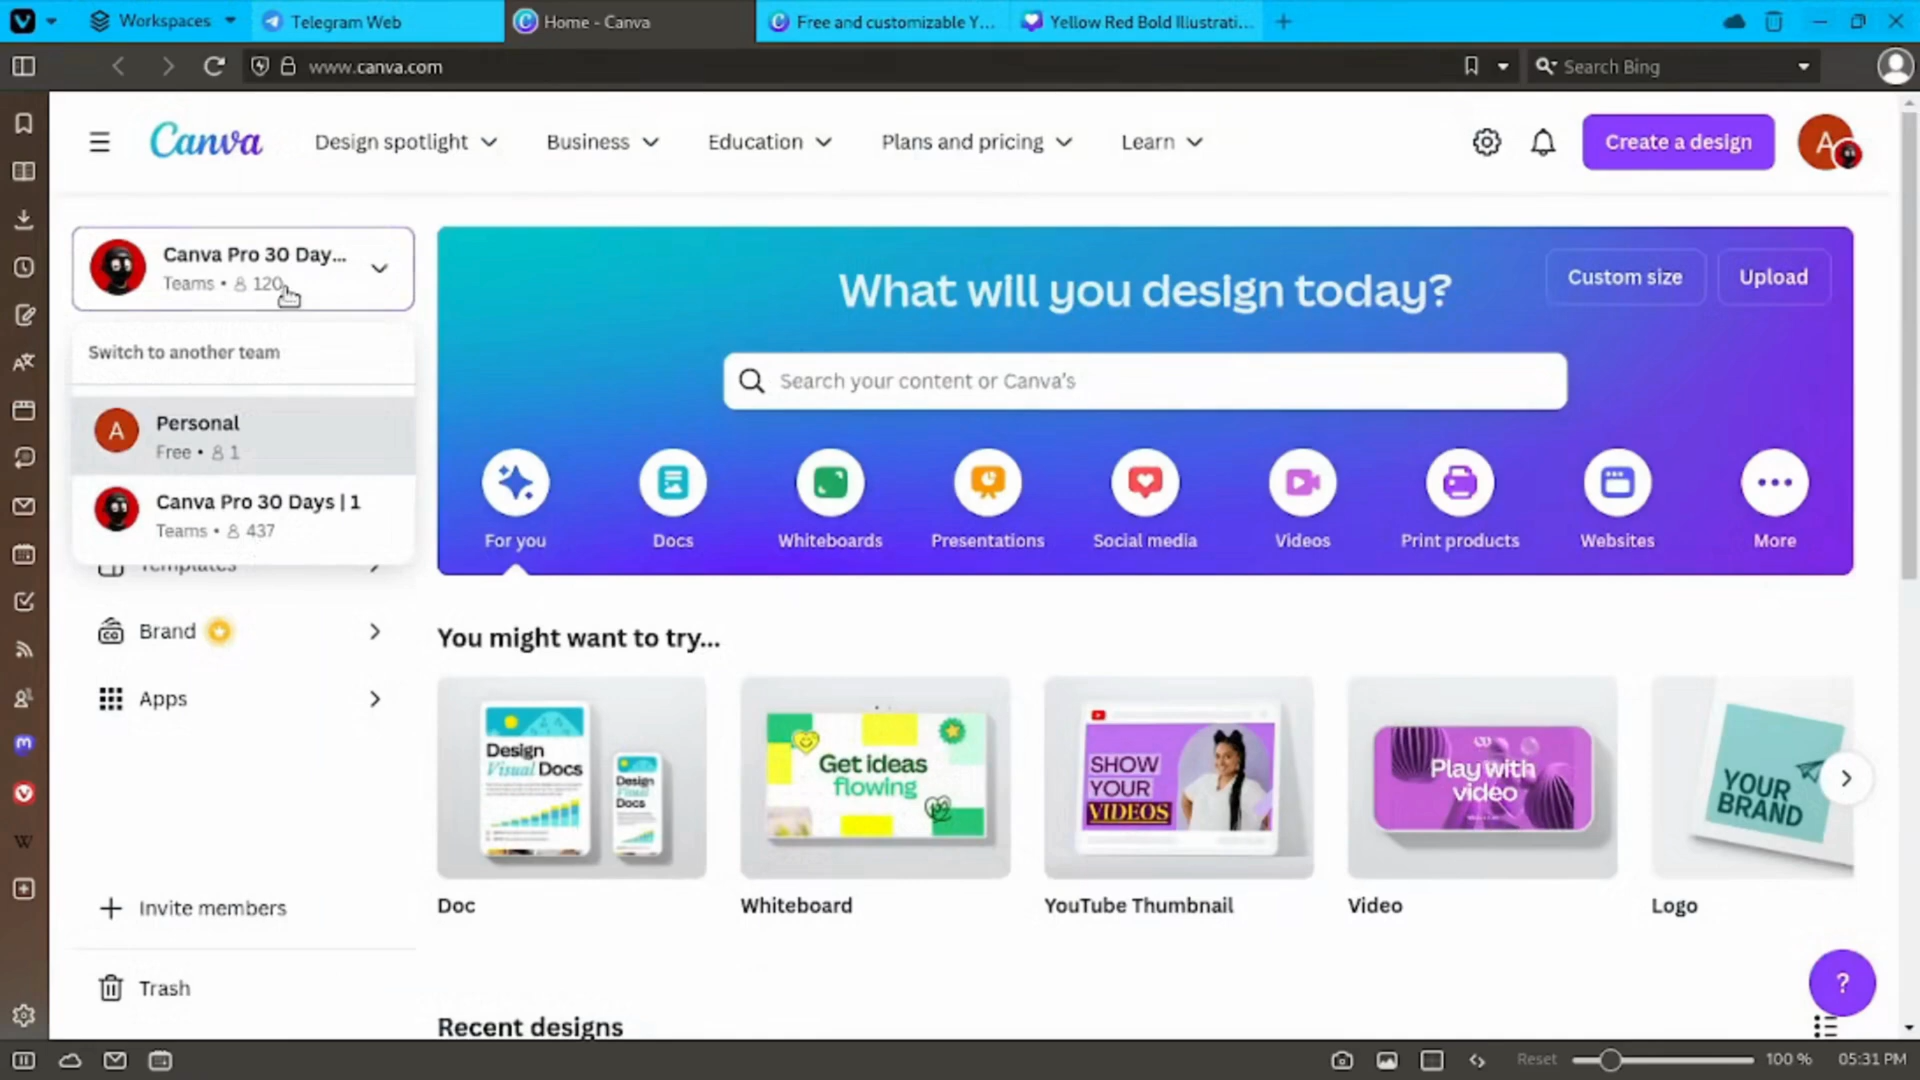 Workspaces
Telegram Web
Home - Canva
Free and customizable Y...
Yellow Red Bold Illustrati...
www.canva.com
Search Bing
Canva
Design spotlight
Business
Education
Plans and pricing
Learn
Create a design
A
Canva Pro 30 Day...
Teams • 120
Switch to another team
A
Personal
Free • 1
Canva Pro 30 Days | 1
Teams • 437
Templates
Brand
Apps
Invite members
Trash
What will you design today?
Custom size
Upload
Search your content or Canva's
For you
Docs
Whiteboards
Presentations
Social media
Videos
Print products
Websites
More
You might want to try...
Design
Visual Docs
Design
Visual
Docs
Get ideas
flowing
SHOW
YOUR
VIDEOS
Play with
video
YOUR
BRAND
Doc
Whiteboard
YouTube Thumbnail
Video
Logo
Recent designs
?
Reset
100 %
05:31 PM